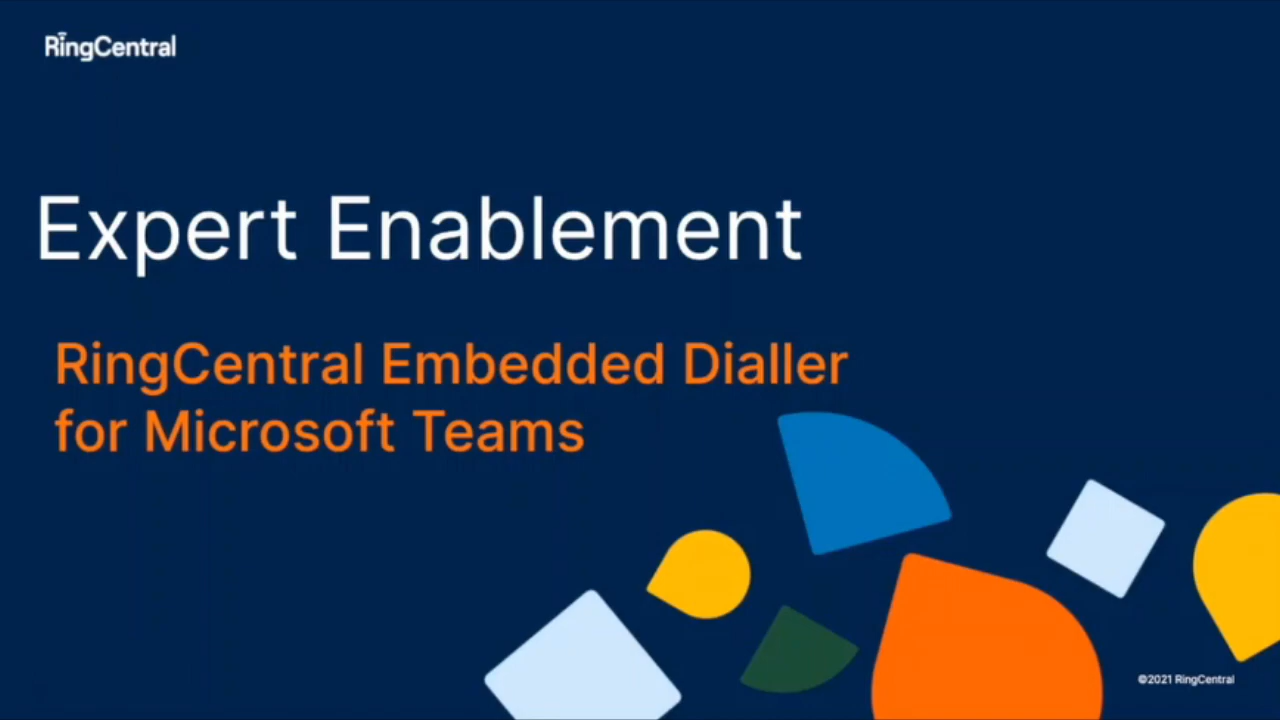 RingCentral
Expert Enablement
RingCentral Embedded Dialler
for Microsoft Teams
©2021 RingCentral